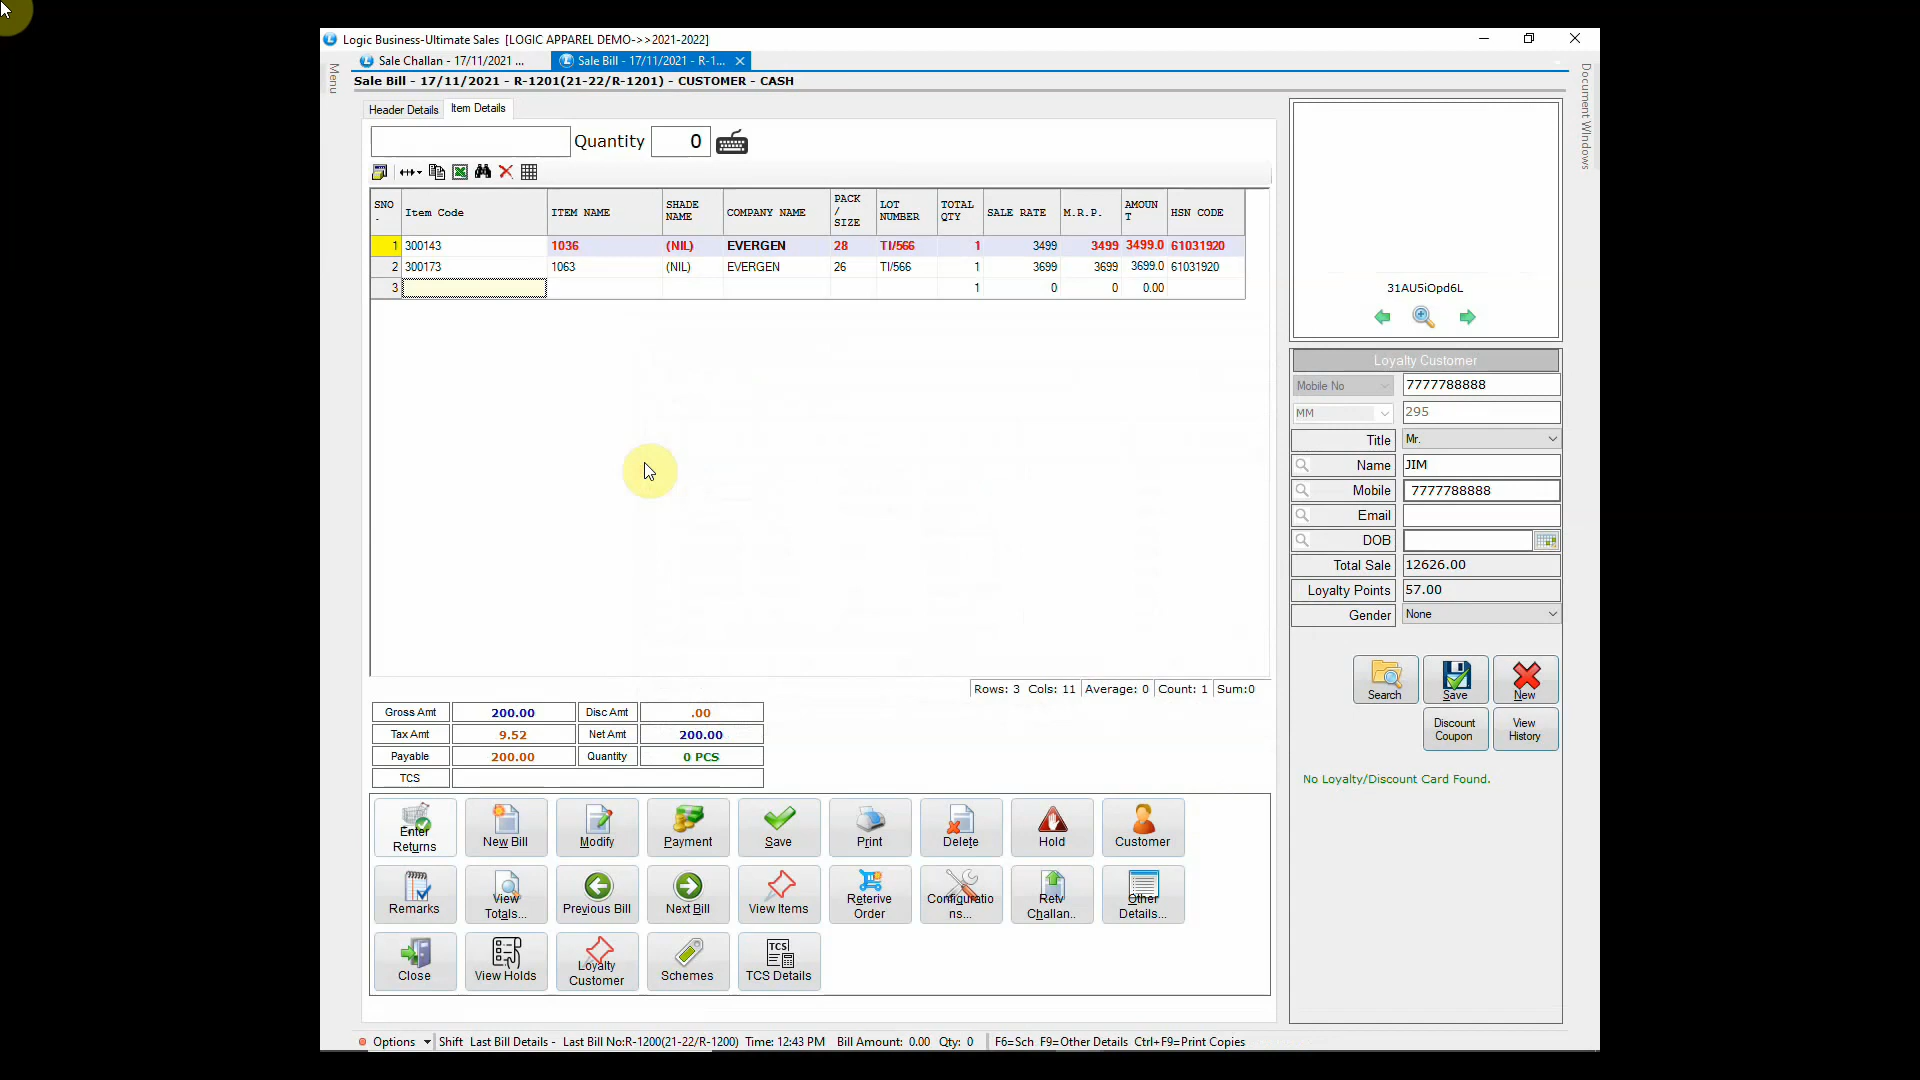 Logic Business-Ultimate Sales [LOGIC APPAREL DEMO->>2021-2022]
Menu
Sale Challan - 17/11/2021 ...
Sale Bill - 17/11/2021 - R-1...
Document Windows
Sale Bill - 17/11/2021 - R-1201(21-22/R-1201) - CUSTOMER - CASH
Header Details
Item Details
Quantity 0
SNO - Item Code ITEM NAME SHADE NAME COMPANY NAME PACK / SIZE LOT NUMBER TOTAL QTY SALE RATE M.R.P. AMOUN T HSN CODE
1 300143 1036 (NIL) EVERGEN 28 TI/566 1 3499 3499 3499.0 61031920
2 300173 1063 (NIL) EVERGEN 26 TI/566 1 3699 3699 3699.0 61031920
3 1 0 0 0.00
Rows: 3 Cols: 11 Average: 0 Count: 1 Sum:0
Gross Amt 200.00 Disc Amt .00
Tax Amt 9.52 Net Amt 200.00
Payable 200.00 Quantity 0 PCS
TCS
Enter Returns
New Bill
Modify
Payment
Save
Print
Delete
Hold
Customer
Remarks
View Totals...
Previous Bill
Next Bill
View Items
Reterive Order
Configuratio ns...
Retv Challan..
Other Details...
Close
View Holds
Loyalty Customer
Schemes
TCS
TCS Details
31AU5iOpd6L
Loyalty Customer
Mobile No 7777788888
MM 295
Title Mr.
Name JIM
Mobile 7777788888
Email
DOB
Total Sale 12626.00
Loyalty Points 57.00
Gender None
Search
Save
New
Discount Coupon
View History
No Loyalty/Discount Card Found.
Options Shift Last Bill Details - Last Bill No:R-1200(21-22/R-1200) Time: 12:43 PM Bill Amount: 0.00 Qty: 0 F6=Sch F9=Other Details Ctrl+F9=Print Copies